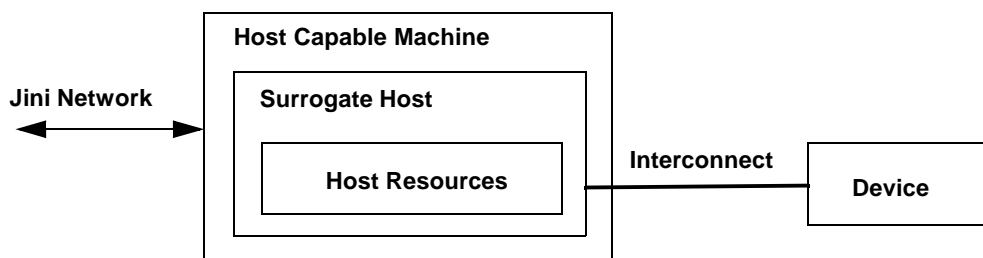 Host Capable Machine
Surrogate Host
Jini Network
Interconnect
Host Resources
Device